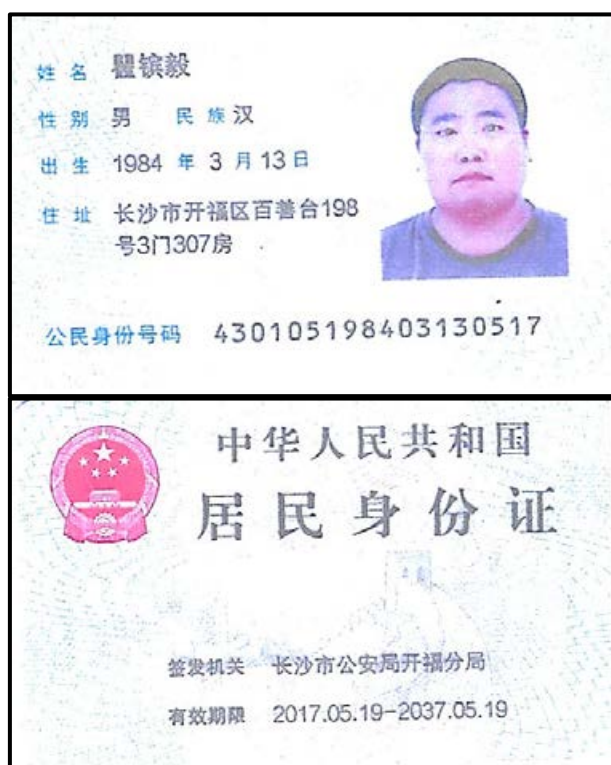 姓名 瞿镔毅
性别 男 民族 汉
出生 1984 年 3 月 13 日
住址 长沙市开福区百善台198
号3门307房
公民身份号码 430105198403130517
中华人民共和国
居民身份证
签发机关 长沙市公安局开福分局
有效期限 2017.05.19-2037.05.19